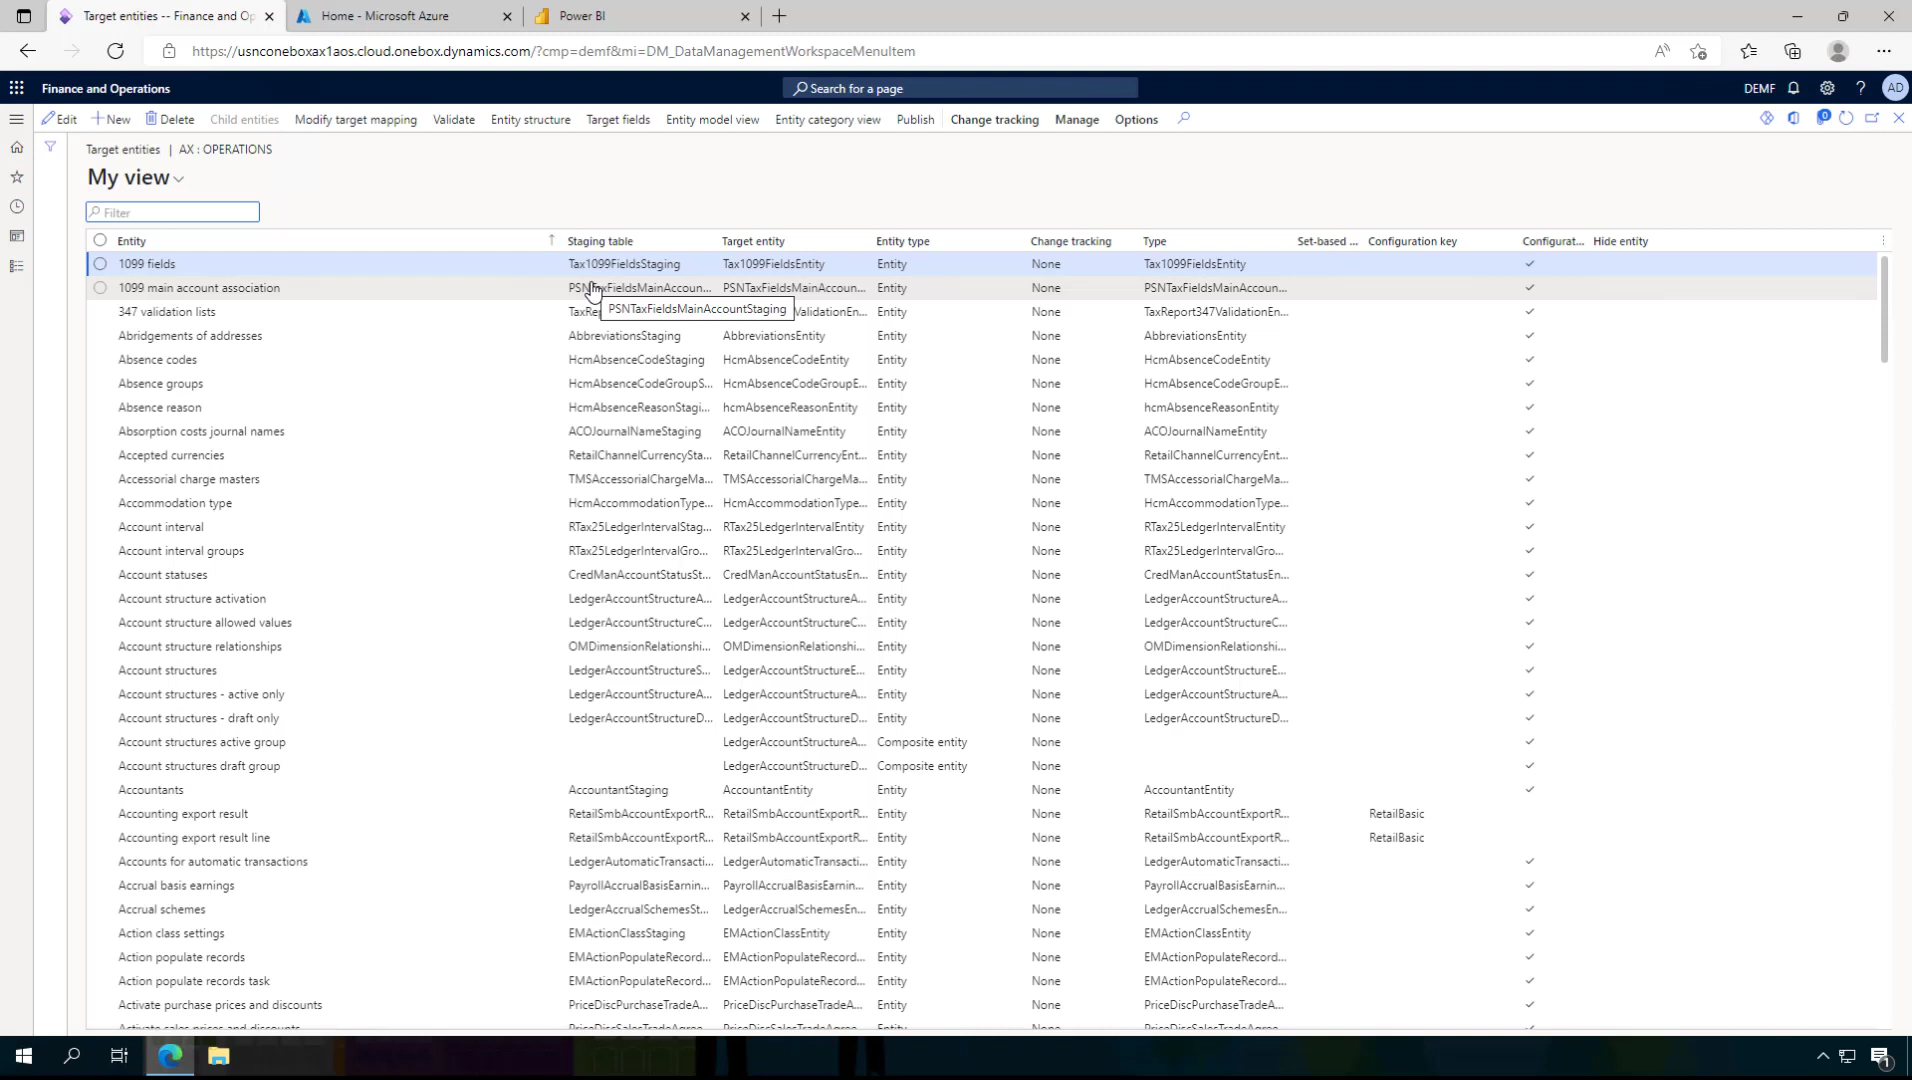 Target entities -- Finance and Op
Home - Microsoft Azure
Power BI
https://usnconeboxax1aos.cloud.onebox.dynamics.com/?cmp=demf&mi=DM_DataManagementWorkspaceMenuItem
Finance and Operations
Search for a page
DEMF
?
AD
Edit
New
Delete
Child entities
Modify target mapping
Validate
Entity structure
Target fields
Entity model view
Entity category view
Publish
Change tracking
Manage
Options
0
Target entities | AX : OPERATIONS
My view
Filter
Entity Staging table Target entity Entity type Change tracking Type Set-based ... Configuration key Configurat... Hide entity
1099 fields Tax1099FieldsStaging Tax1099FieldsEntity Entity None Tax1099FieldsEntity
1099 main account association PSNTaxFieldsMainAccoun... PSNTaxFieldsMainAccoun... Entity None PSNTaxFieldsMainAccoun...
PSNTaxFieldsMainAccountStaging
347 validation lists TaxRe ValidationEn... Entity None TaxReport347ValidationEn...
Abridgements of addresses AbbreviationsStaging AbbreviationsEntity Entity None AbbreviationsEntity
Absence codes HcmAbsenceCodeStaging HcmAbsenceCodeEntity Entity None HcmAbsenceCodeEntity
Absence groups HcmAbsenceCodeGroupS... HcmAbsenceCodeGroupE... Entity None HcmAbsenceCodeGroupE...
Absence reason HcmAbsenceReasonStagi... hcmAbsenceReasonEntity Entity None hcmAbsenceReasonEntity
Absorption costs journal names ACOJournalNameStaging ACOJournalNameEntity Entity None ACOJournalNameEntity
Accepted currencies RetailChannelCurrencySta... RetailChannelCurrencyEnt... Entity None RetailChannelCurrencyEnt...
Accessorial charge masters TMSAccessorialChargeMa... TMSAccessorialChargeMa... Entity None TMSAccessorialChargeMa...
Accommodation type HcmAccommodationType... HcmAccommodationType... Entity None HcmAccommodationType...
Account interval RTax25LedgerIntervalStag... RTax25LedgerIntervalEntity Entity None RTax25LedgerIntervalEntity
Account interval groups RTax25LedgerIntervalGro... RTax25LedgerIntervalGro... Entity None RTax25LedgerIntervalGro...
Account statuses CredManAccountStatusSt... CredManAccountStatusEn... Entity None CredManAccountStatusEn...
Account structure activation LedgerAccountStructureA... LedgerAccountStructureA... Entity None LedgerAccountStructureA...
Account structure allowed values LedgerAccountStructureC... LedgerAccountStructureC... Entity None LedgerAccountStructureC...
Account structure relationships OMDimensionRelationshi... OMDimensionRelationshi... Entity None OMDimensionRelationshi...
Account structures LedgerAccountStructureS... LedgerAccountStructureE... Entity None LedgerAccountStructureE...
Account structures - active only LedgerAccountStructureA... LedgerAccountStructureA... Entity None LedgerAccountStructureA...
Account structures - draft only LedgerAccountStructureD... LedgerAccountStructureD... Entity None LedgerAccountStructureD...
Account structures active group LedgerAccountStructureA... Composite entity None
Account structures draft group LedgerAccountStructureD... Composite entity None
Accountants AccountantStaging AccountantEntity Entity None AccountantEntity
Accounting export result RetailSmbAccountExportR... RetailSmbAccountExportR... Entity None RetailSmbAccountExportR... RetailBasic
Accounting export result line RetailSmbAccountExportR... RetailSmbAccountExportR... Entity None RetailSmbAccountExportR... RetailBasic
Accounts for automatic transactions LedgerAutomaticTransacti... LedgerAutomaticTransacti... Entity None LedgerAutomaticTransacti...
Accrual basis earnings PayrollAccrualBasisEarnin... PayrollAccrualBasisEarnin... Entity None PayrollAccrualBasisEarnin...
Accrual schemes LedgerAccrualSchemesSt... LedgerAccrualSchemesEn... Entity None LedgerAccrualSchemesEn...
Action class settings EMActionClassStaging EMActionClassEntity Entity None EMActionClassEntity
Action populate records EMActionPopulateRecord... EMActionPopulateRecord... Entity None EMActionPopulateRecord...
Action populate records task EMActionPopulateRecord... EMActionPopulateRecord... Entity None EMActionPopulateRecord...
Activate purchase prices and discounts PriceDiscPurchaseTradeA... PriceDiscPurchaseTradeA... Entity None PriceDiscPurchaseTradeA...
Activate sales prices and discounts PriceDiscSalesTradeAgree... PriceDiscSalesTradeAgree... Entity None PriceDiscSalesTradeAgree...
1